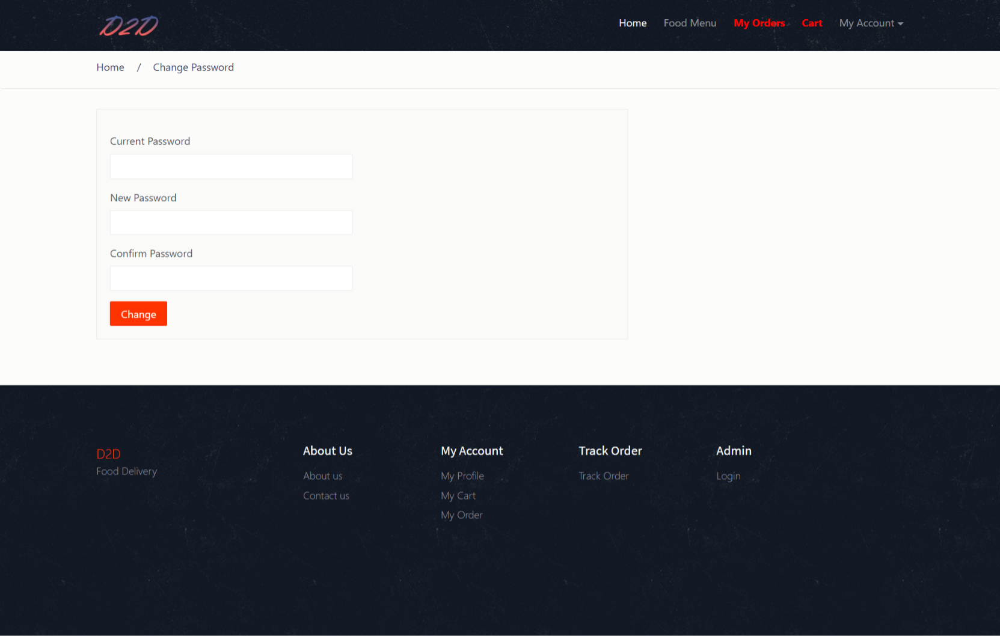 D2D
Home Food Menu My Orders Cart My Account
Home / Change Password
Current Password
New Password
Confirm Password
Change
D2D
Food Delivery
About Us
About us
Contact us
My Account
My Profile
My Cart
My Order
Track Order
Track Order
Admin
Login